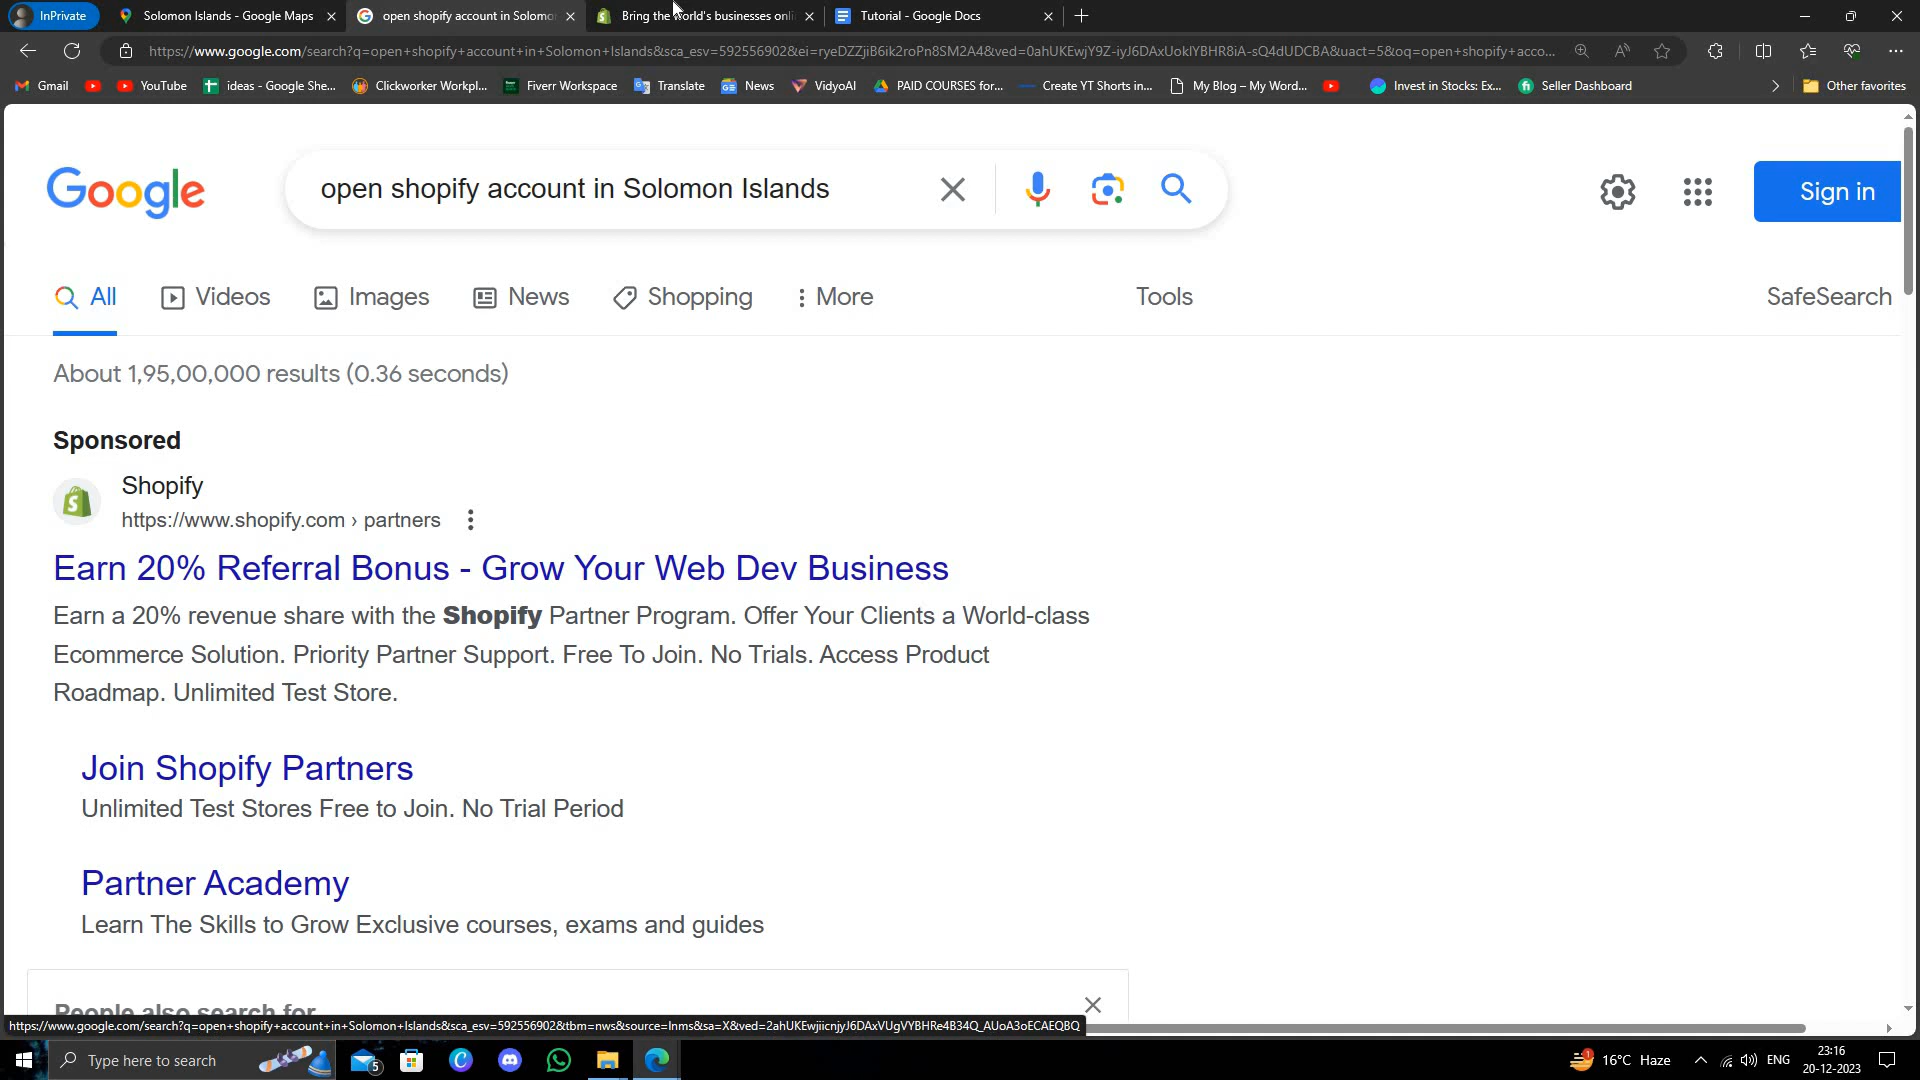 InPrivate
Solomon Islands - Google Maps
open shopify account in Solomo
Bring the world's businesses onli
Tutorial - Google Docs
https://www.google.com/search?q=open+shopify+account+in+Solomon+Islands&sca_esv=592556902&ei=ryeDZZjiB6ik2roPn8SM2A4&ved=0ahUKEwjY9Z-iyJ6DAxUokIYBHR8iA-sQ4dUDCBA&uact=5&oq=open+shopify+acco...
Gmail
YouTube
ideas - Google She...
Clickworker Workpl...
Fiverr Workspace
Translate
News
VidyoAI
PAID COURSES for...
Create YT Shorts in...
My Blog – My Word...
Invest in Stocks: Ex...
Seller Dashboard
Other favorites
Google
open shopify account in Solomon Islands
Sign in
All
Videos
Images
News
Shopping
More
Tools
SafeSearch
About 1,95,00,000 results (0.36 seconds)
Sponsored
Shopify
https://www.shopify.com › partners
Earn 20% Referral Bonus - Grow Your Web Dev Business
Earn a 20% revenue share with the Shopify Partner Program. Offer Your Clients a World-class
Ecommerce Solution. Priority Partner Support. Free To Join. No Trials. Access Product
Roadmap. Unlimited Test Store.
Join Shopify Partners
Unlimited Test Stores Free to Join. No Trial Period
Partner Academy
Learn The Skills to Grow Exclusive courses, exams and guides
People also search for
https://www.google.com/search?q=open+shopify+account+in+Solomon+Islands&sca_esv=592556902&tbm=nws&source=lnms&sa=X&ved=2ahUKEwjiicnjyJ6DAxVUgVYBHRe4B34Q_AUoA3oECAEQBQ
Type here to search
5
1
16°C Haze
ENG
23:16
20-12-2023